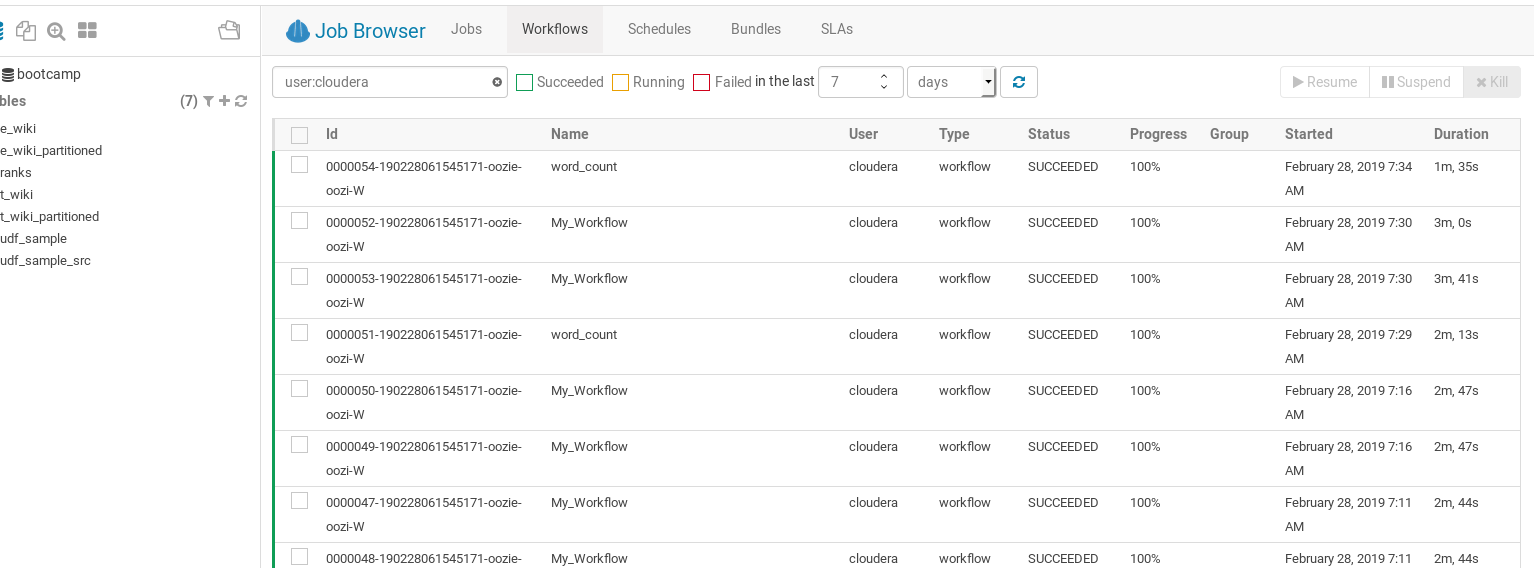 Job Browser Jobs Workflows Schedules Bundles SLAs
bootcamp
bles (7)
e_wiki
e_wiki_partitioned
ranks
t_wiki
t_wiki_partitioned
udf_sample
udf_sample_src
user:cloudera Succeeded Running Failed in the last 7 days Resume Suspend Kill
Id Name User Type Status Progress Group Started Duration
0000054-190228061545171-oozie- word_count cloudera workflow SUCCEEDED 100% February 28, 2019 7:34 1m, 35s
oozi-W AM
0000052-190228061545171-oozie- My_Workflow cloudera workflow SUCCEEDED 100% February 28, 2019 7:30 3m, 0s
oozi-W AM
0000053-190228061545171-oozie- My_Workflow cloudera workflow SUCCEEDED 100% February 28, 2019 7:30 3m, 41s
oozi-W AM
0000051-190228061545171-oozie- word_count cloudera workflow SUCCEEDED 100% February 28, 2019 7:29 2m, 13s
oozi-W AM
0000050-190228061545171-oozie- My_Workflow cloudera workflow SUCCEEDED 100% February 28, 2019 7:16 2m, 47s
oozi-W AM
0000049-190228061545171-oozie- My_Workflow cloudera workflow SUCCEEDED 100% February 28, 2019 7:16 2m, 47s
oozi-W AM
0000047-190228061545171-oozie- My_Workflow cloudera workflow SUCCEEDED 100% February 28, 2019 7:11 2m, 44s
oozi-W AM
0000048-190228061545171-oozie- My_Workflow cloudera workflow SUCCEEDED 100% February 28, 2019 7:11 2m, 44s